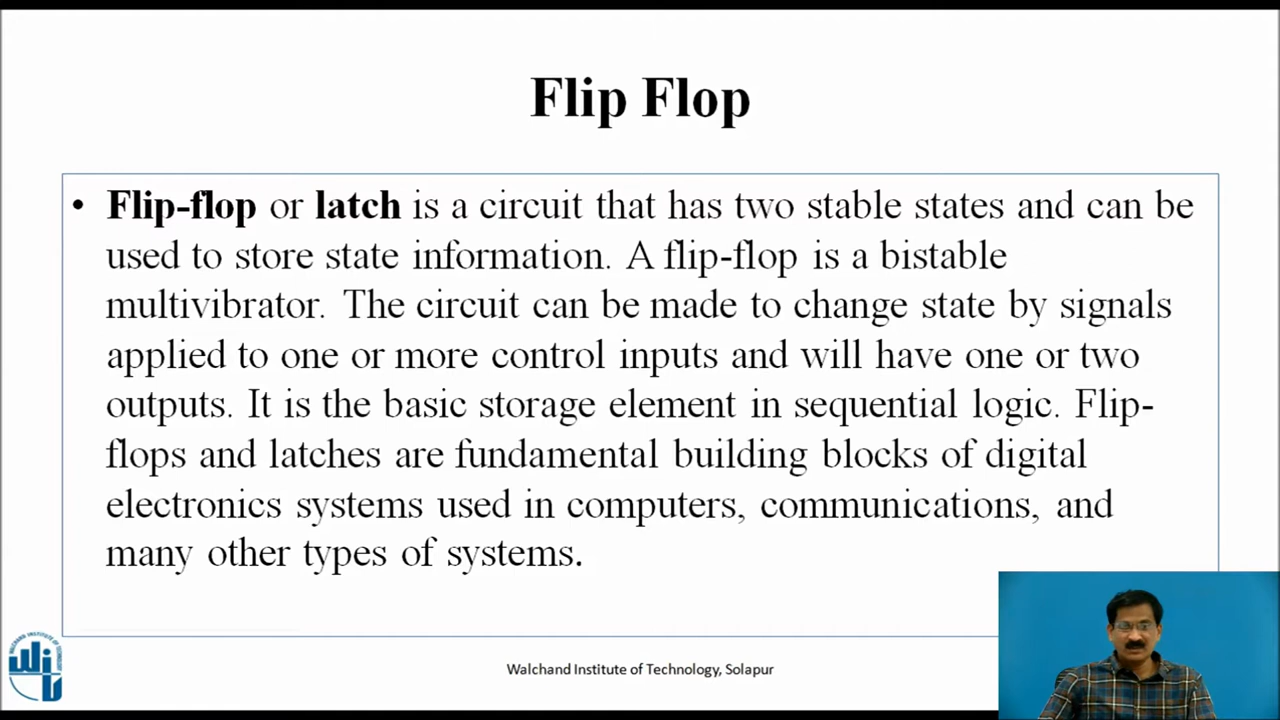 Flip Flop
• Flip-flop or latch is a circuit that has two stable states and can be
used to store state information. A flip-flop is a bistable
multivibrator. The circuit can be made to change state by signals
applied to one or more control inputs and will have one or two
outputs. It is the basic storage element in sequential logic. Flip-
flops and latches are fundamental building blocks of digital
electronics systems used in computers, communications, and
many other types of systems.
Walchand Institute of Technology, Solapur